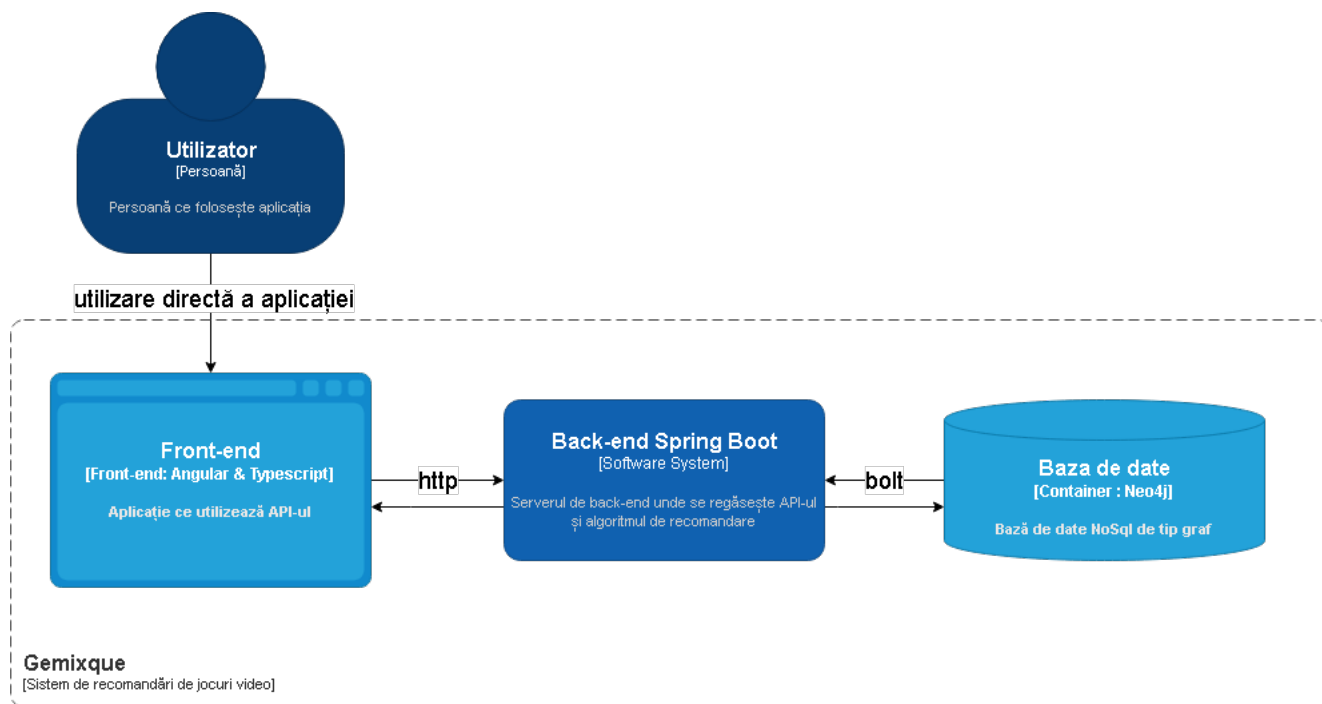 Utilizator
[Persoană]
Persoană ce folosește aplicația
utilizare directă a aplicației
Front-end
[Front-end: Angular & Typescript]
Aplicație ce utilizează API-ul
http
Back-end Spring Boot
[Software System]
Serverul de back-end unde se regăsește API-ul
și algoritmul de recomandare
bolt
Baza de date
[Container : Neo4j]
Bază de date NoSql de tip graf
Gemixque
[Sistem de recomandări de jocuri video]